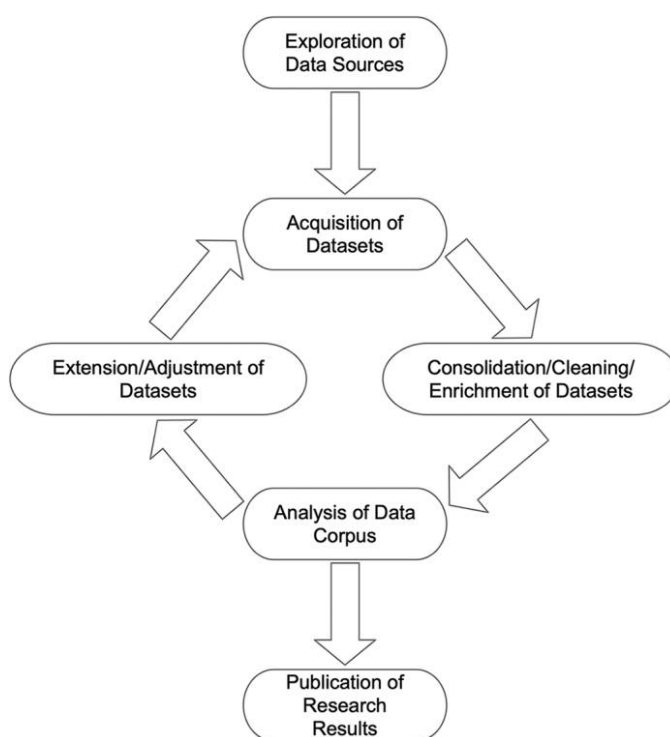 Exploration of
Data Sources
Acquisition of
Datasets
Extension/Adjustment of
Datasets
Consolidation/Cleaning/
Enrichment of Datasets
Analysis of Data
Corpus
Publication of
Research
Results